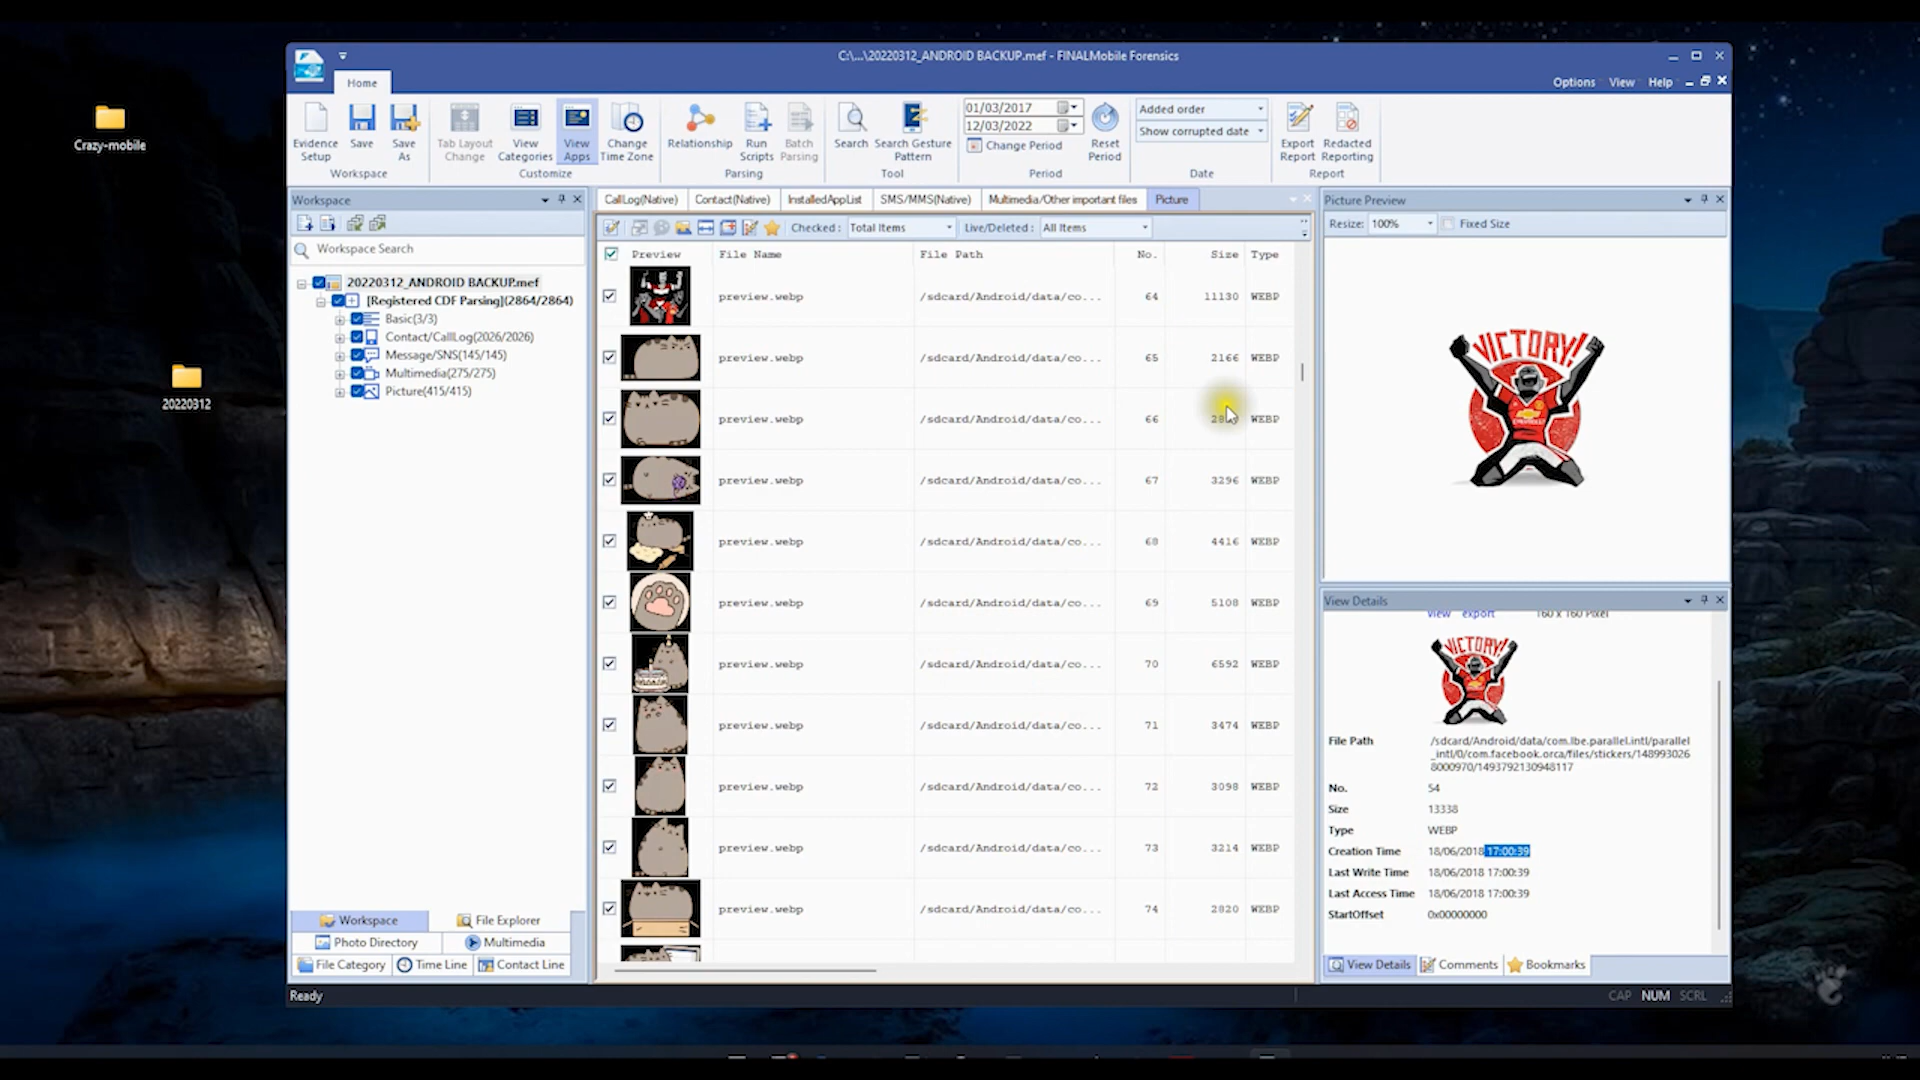 Crazy-mobile
20220312
C:\...\20220312_ANDROID BACKUP.mef - FINALMobile Forensics
Home
Options View Help
Evidence Setup
Save
Save As
Workspace
Tab Layout Change
View Categories
View Apps
Change Time Zone
Customize
Relationship
Run Scripts
Batch Parsing
Parsing
Search
Search Gesture Pattern
Tool
01/03/2017
12/03/2022
Change Period
Reset Period
Period
Added order
Show corrupted date
Date
Export Report
Redacted Reporting
Report
Workspace
Workspace Search
20220312_ANDROID BACKUP.mef
[Registered CDF Parsing](2864/2864)
Basic(3/3)
Contact/CallLog(2026/2026)
Message/SNS(145/145)
Multimedia(275/275)
Picture(415/415)
Workspace File Explorer
Photo Directory Multimedia
File Category Time Line Contact Line
Ready
CallLog(Native) Contact(Native) InstalledAppList SMS/MMS(Native) Multimedia/Other important files Picture
Checked : Total Items Live/Deleted : All Items
Preview File Name File Path No. Size Type
preview.webp /sdcard/Android/data/co... 64 11130 WEBP
preview.webp /sdcard/Android/data/co... 65 2166 WEBP
preview.webp /sdcard/Android/data/co... 66 WEBP
preview.webp /sdcard/Android/data/co... 67 3296 WEBP
preview.webp /sdcard/Android/data/co... 68 4416 WEBP
preview.webp /sdcard/Android/data/co... 69 5108 WEBP
preview.webp /sdcard/Android/data/co... 70 6592 WEBP
preview.webp /sdcard/Android/data/co... 71 3474 WEBP
preview.webp /sdcard/Android/data/co... 72 3098 WEBP
preview.webp /sdcard/Android/data/co... 73 3214 WEBP
preview.webp /sdcard/Android/data/co... 74 2820 WEBP
Picture Preview
Resize: 100% Fixed Size
VICTORY!
CHEVROLET
View Details
view export 160 x 160 Pixel
VICTORY!
File Path /sdcard/Android/data/com.lbe.parallel.intl/parallel
_intl/0/com.facebook.orca/files/stickers/148993026
8000970/1493792130948117
No. 54
Size 13338
Type WEBP
Creation Time 18/06/2018 17:00:39
Last Write Time 18/06/2018 17:00:39
Last Access Time 18/06/2018 17:00:39
StartOffset 0x00000000
View Details Comments Bookmarks
CAP NUM SCRL